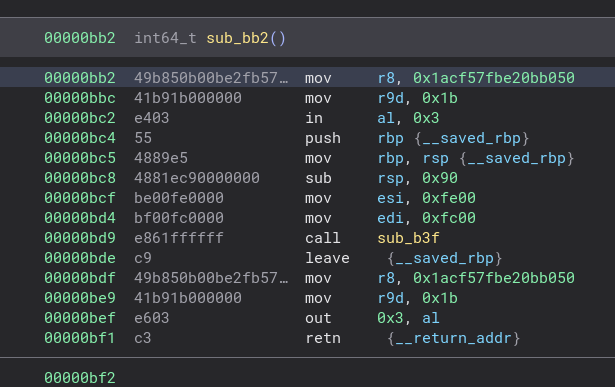 00000bb2 int64_t sub_bb2()
00000bb2 49b850b00be2fb57… mov r8, 0x1acf57fbe20bb050
00000bbc 41b91b000000 mov r9d, 0x1b
00000bc2 e403 in al, 0x3
00000bc4 55 push rbp {__saved_rbp}
00000bc5 4889e5 mov rbp, rsp {__saved_rbp}
00000bc8 4881ec90000000 sub rsp, 0x90
00000bcf be00fe0000 mov esi, 0xfe00
00000bd4 bf00fc0000 mov edi, 0xfc00
00000bd9 e861ffffff call sub_b3f
00000bde c9 leave {__saved_rbp}
00000bdf 49b850b00be2fb57… mov r8, 0x1acf57fbe20bb050
00000be9 41b91b000000 mov r9d, 0x1b
00000bef e603 out 0x3, al
00000bf1 c3 retn {__return_addr}
00000bf2